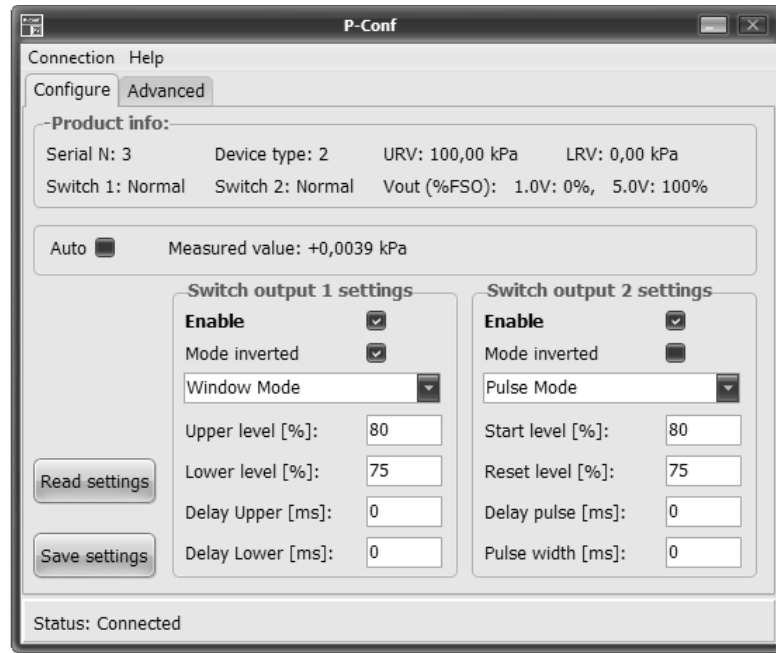 P-Conf
Connection Help
Configure Advanced
Product info:
Serial N: 3 Device type: 2 URV: 100,00 kPa LRV: 0,00 kPa
Switch 1: Normal Switch 2: Normal Vout (%FSO): 1.0V: 0%, 5.0V: 100%
Auto Measured value: +0,0039 kPa
Switch output 1 settings
Enable
Mode inverted
Window Mode
Upper level [%]: 80
Lower level [%]: 75
Delay Upper [ms]: 0
Delay Lower [ms]: 0
Switch output 2 settings
Enable
Mode inverted
Pulse Mode
Start level [%]: 80
Reset level [%]: 75
Delay pulse [ms]: 0
Pulse width [ms]: 0
Read settings
Save settings
Status: Connected